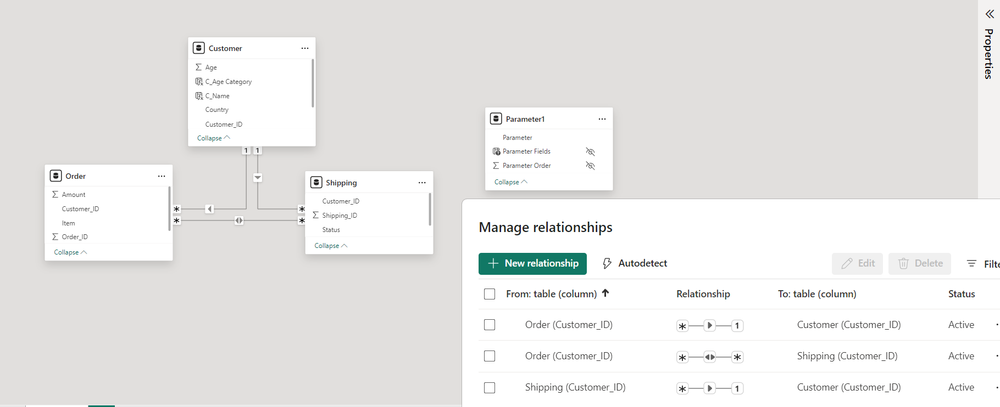 Properties
Customer
Age
C_Age Category
C_Name
Country
Customer_ID
Collapse
1 1
Parameter1
Parameter
Parameter Fields
Parameter Order
Collapse
Order
Amount
Customer_ID
Item
Order_ID
Collapse
* *
* *
Shipping
Customer_ID
Shipping_ID
Status
Collapse
Manage relationships
New relationship Autodetect Edit Delete Filte
From: table (column) Relationship To: table (column) Status
Order (Customer_ID) * 1 Customer (Customer_ID) Active
Order (Customer_ID) * * Shipping (Customer_ID) Active
Shipping (Customer_ID) * 1 Customer (Customer_ID) Active